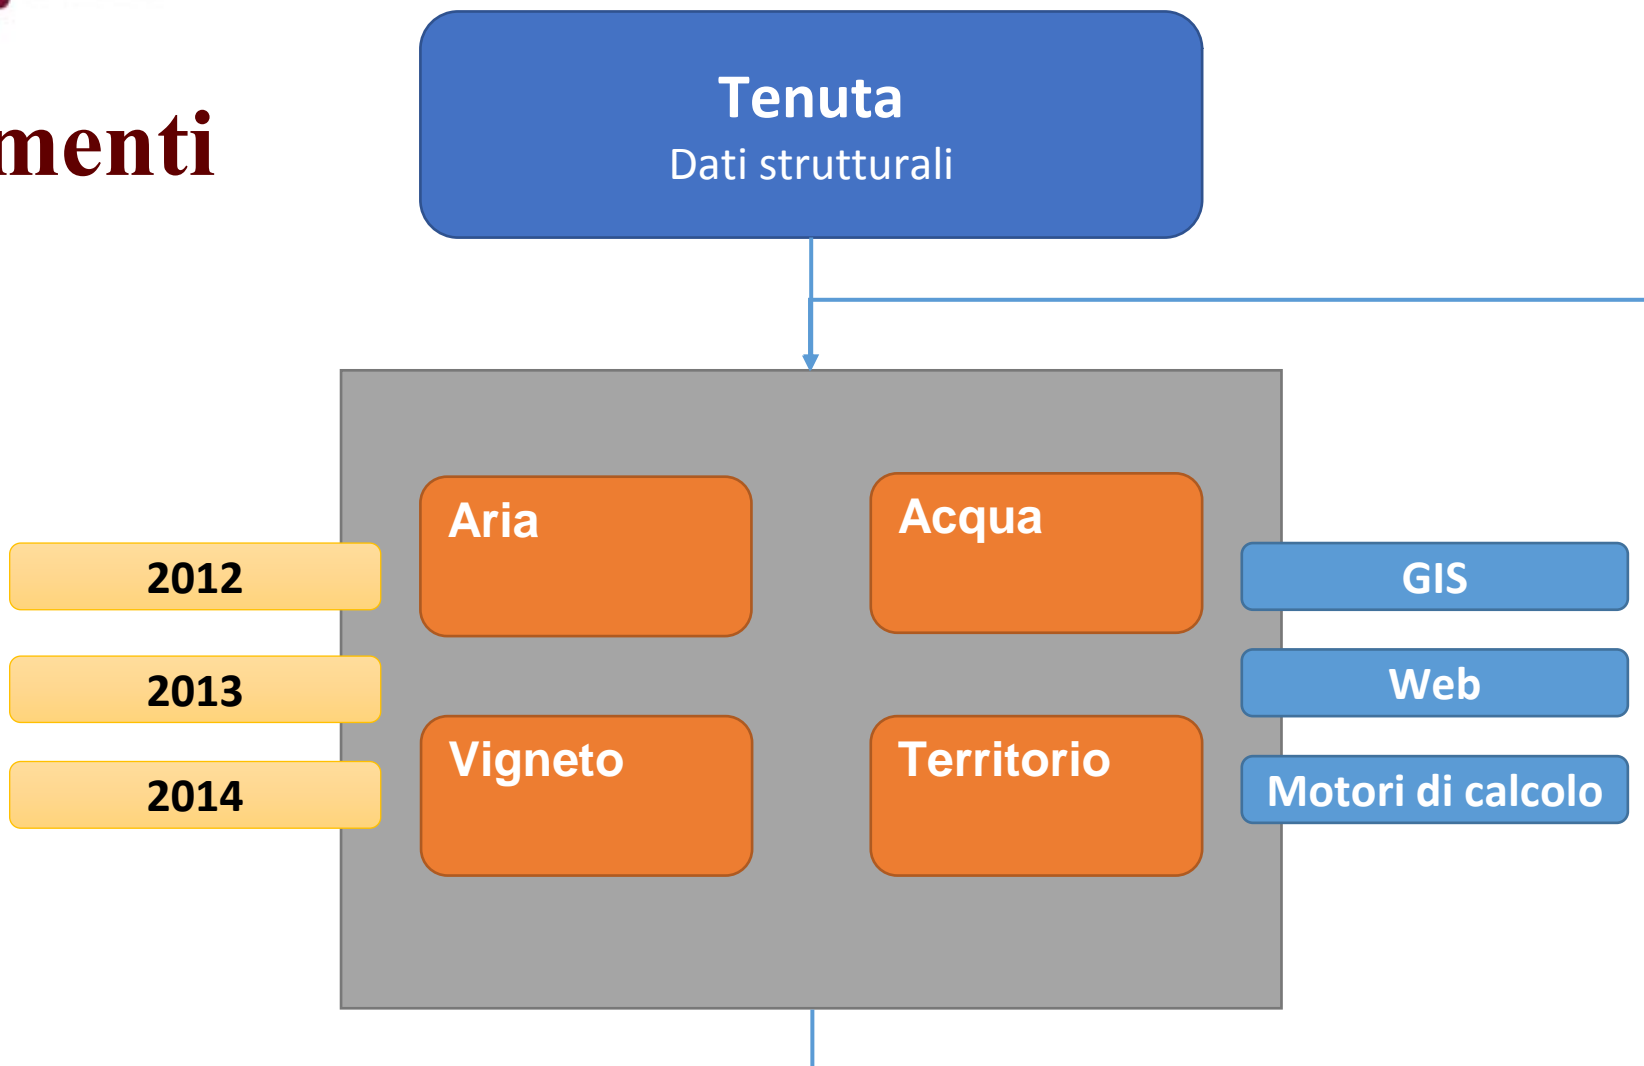 Tenuta
Dati strutturali
menti
Aria
Acqua
2012
GIS
2013
Web
Vigneto
Territorio
2014
Motori di calcolo